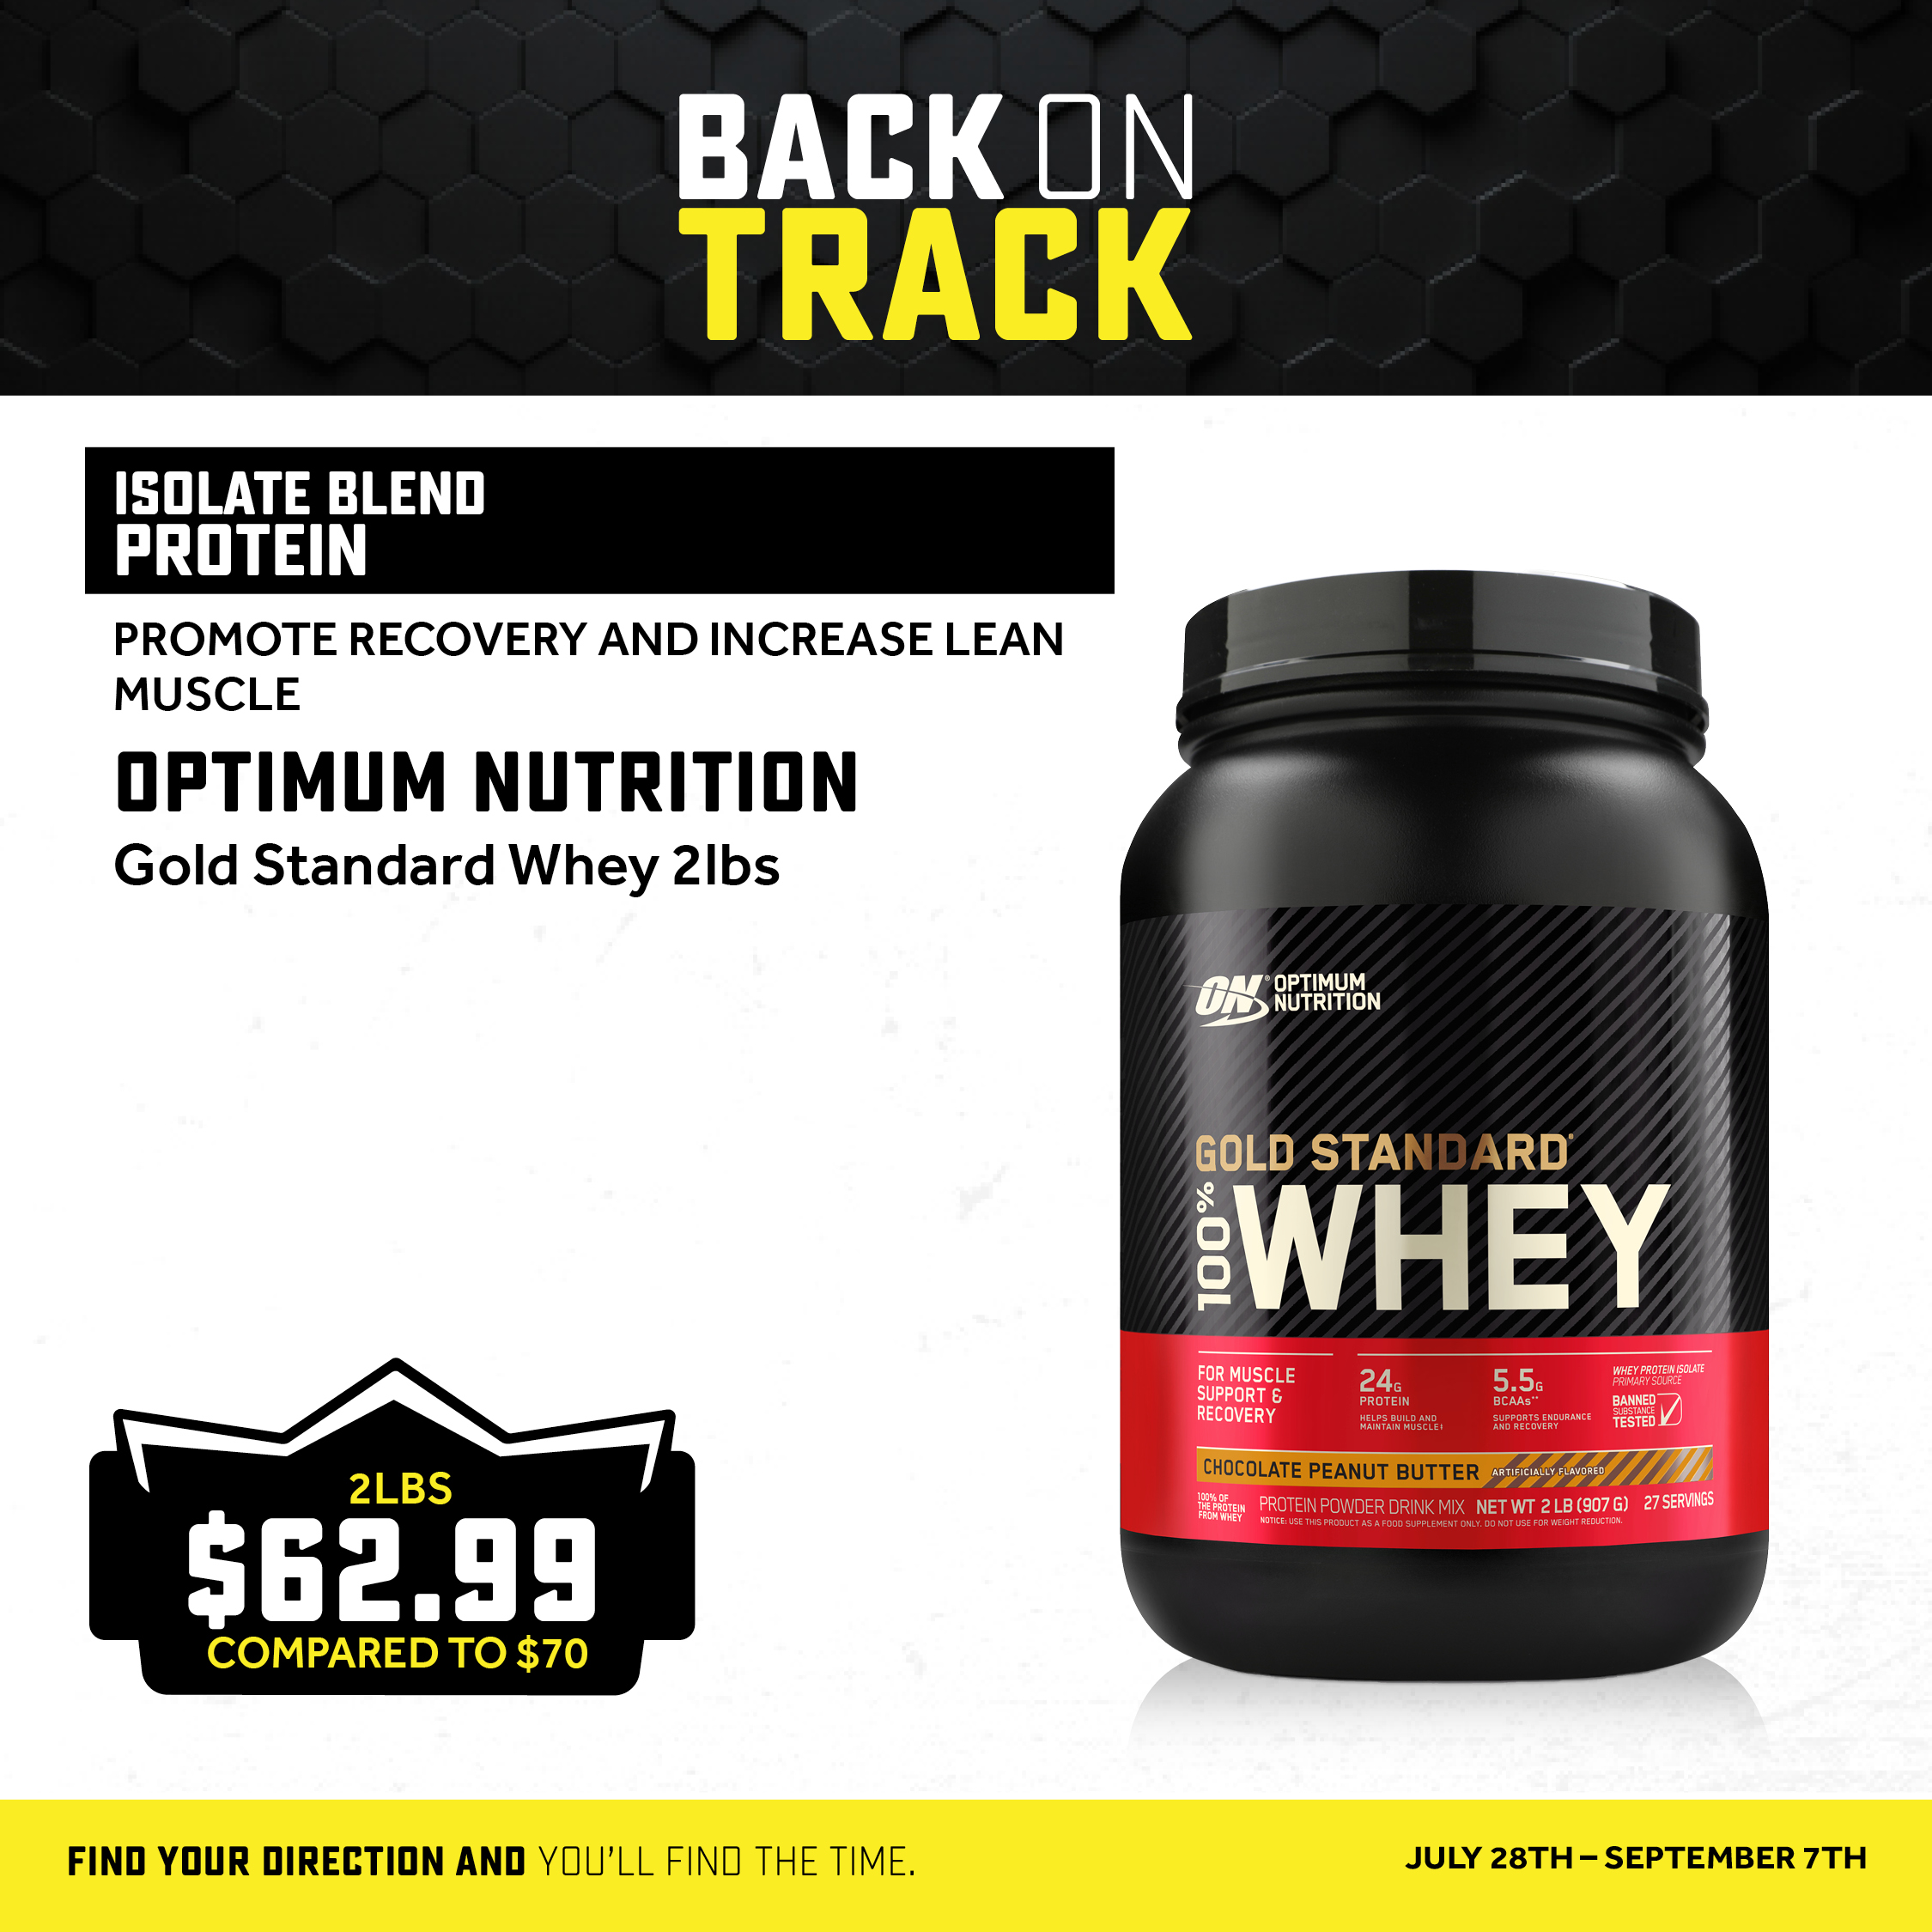 BACK ON
TRACK
ISOLATE BLEND
PROTEIN
PROMOTE RECOVERY AND INCREASE LEAN
MUSCLE
OPTIMUM NUTRITION
Gold Standard Whey 2lbs
ON® OPTIMUM
NUTRITION
GOLD STANDARD
100% WHEY
FOR MUSCLE
SUPPORT &
RECOVERY
24G
PROTEIN
HELPS BUILD AND
MAINTAIN MUSCLE‡
5.5G
BCAAs**
SUPPORTS ENDURANCE
AND RECOVERY
WHEY PROTEIN ISOLATE
PRIMARY SOURCE
BANNED
SUBSTANCE
TESTED
CHOCOLATE PEANUT BUTTER ARTIFICIALLY FLAVORED
100% OF
THE PROTEIN
FROM WHEY
PROTEIN POWDER DRINK MIX NET WT 2 LB (907 G) 27 SERVINGS
NOTICE: USE THIS PRODUCT AS A FOOD SUPPLEMENT ONLY. DO NOT USE FOR WEIGHT REDUCTION.
2LBS
$62.99
COMPARED TO $70
FIND YOUR DIRECTION AND YOU'LL FIND THE TIME.
JULY 28TH – SEPTEMBER 7TH